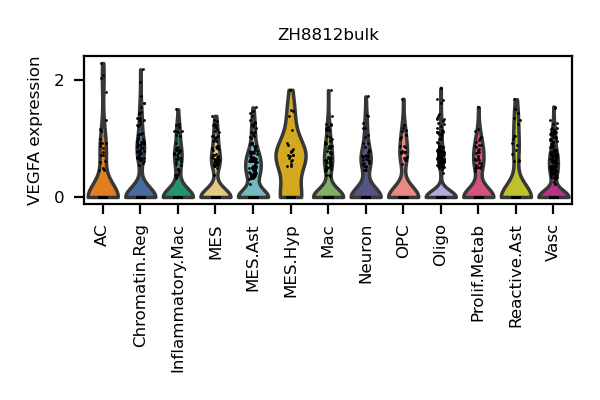 ZH8812bulk
VEGFA expression
2
0
AC
Chromatin.Reg
Inflammatory.Mac
MES
MES.Ast
MES.Hyp
Mac
Neuron
OPC
Oligo
Prolif.Metab
Reactive.Ast
Vasc